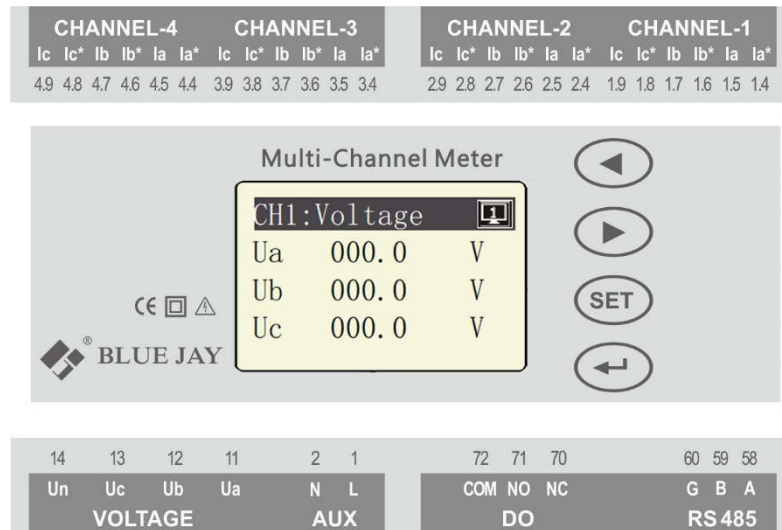 CHANNEL-4 CHANNEL-3 CHANNEL-2 CHANNEL-1
Ic Ic* Ib Ib* Ia Ia* Ic Ic* Ib Ib* Ia Ia* Ic Ic* Ib Ib* Ia Ia* Ic Ic* Ib Ib* Ia Ia*
4.9 4.8 4.7 4.6 4.5 4.4 3.9 3.8 3.7 3.6 3.5 3.4 2.9 2.8 2.7 2.6 2.5 2.4 1.9 1.8 1.7 1.6 1.5 1.4
Multi-Channel Meter
CH1:Voltage 1
Ua 000.0 V
Ub 000.0 V
Uc 000.0 V
SET
CE
® BLUE JAY
14 13 12 11 2 1 72 71 70 60 59 58
Un Uc Ub Ua N L COM NO NC G B A
VOLTAGE AUX DO RS485